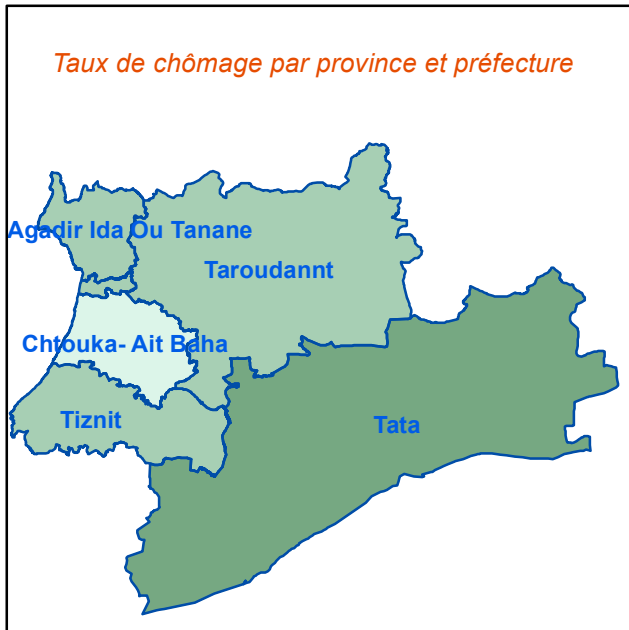 Taux de chômage par province et préfecture
Agadir Ida Ou Tanane
Taroudannt
Chtouka- Ait Baha
Tiznit
Tata